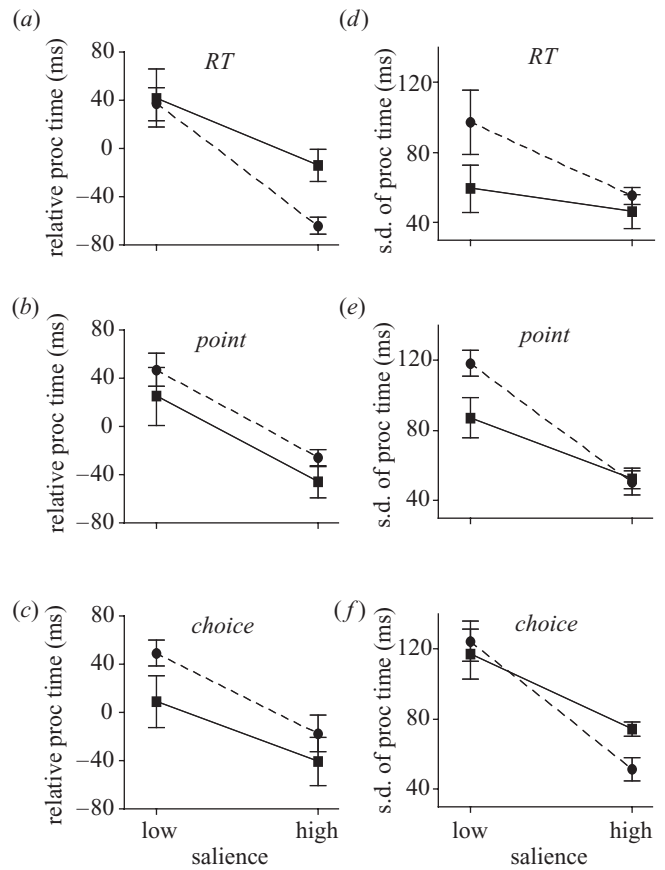 (a)
RT
relative proc time (ms)
80
40
0
−40
−80
(d)
RT
s.d. of proc time (ms)
120
80
40
(b)
point
relative proc time (ms)
80
40
0
−40
−80
(e)
point
s.d. of proc time (ms)
120
80
40
(c)
choice
relative proc time (ms)
80
40
0
−40
−80
low high
salience
(f)
choice
s.d. of proc time (ms)
120
80
40
low high
salience